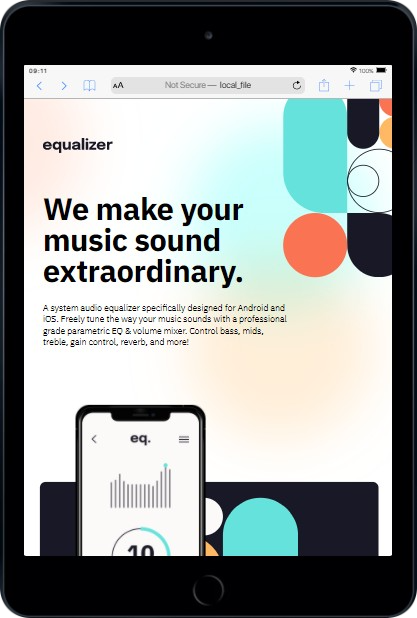 09:11
100%
AA
Not Secure — local_file
equalizer
We make your
music sound
extraordinary.
A system audio equalizer specifically designed for Android and
iOS. Freely tune the way your music sounds with a professional
grade parametric EQ & volume mixer. Control bass, mids,
treble, gain control, reverb, and more!
eq.
10